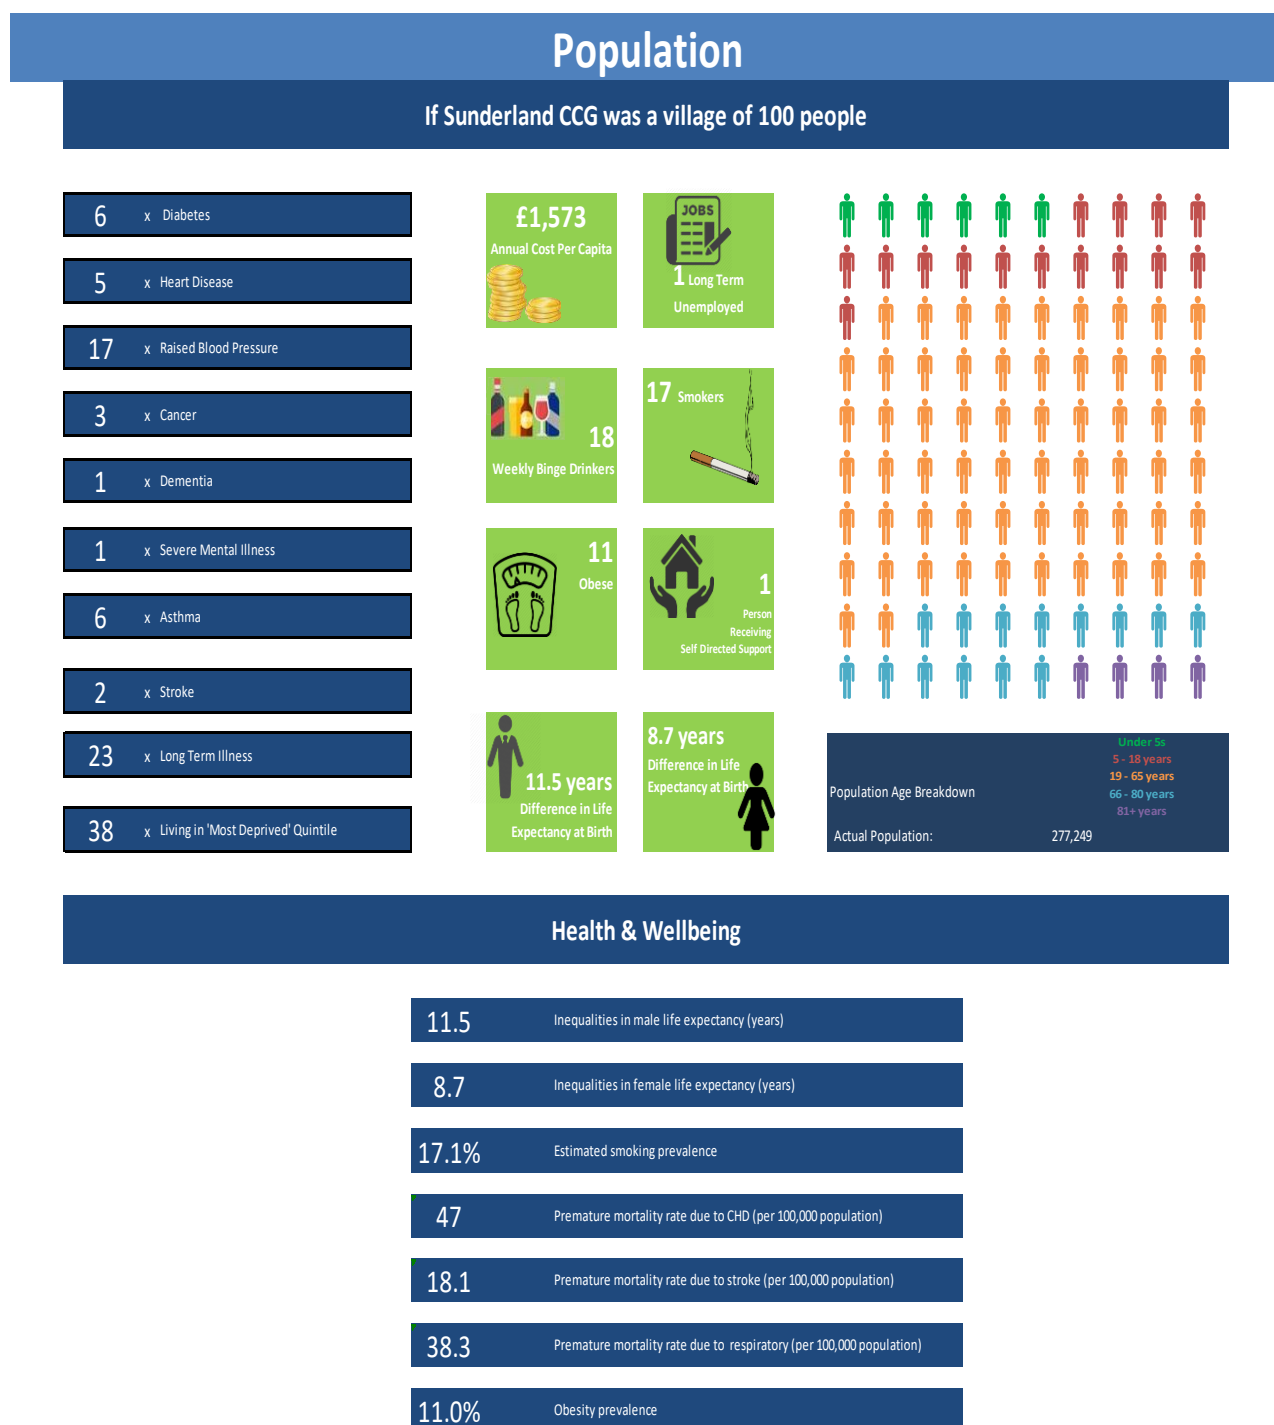 Population
If Sunderland CCG was a village of 100 people
6 x Diabetes
5 x Heart Disease
17 x Raised Blood Pressure
3 x Cancer
1 x Dementia
1 x Severe Mental Illness
6 x Asthma
2 x Stroke
23 x Long Term Illness
38 x Living in 'Most Deprived' Quintile
£1,573
Annual Cost Per Capita
JOBS
1 Long Term
Unemployed
18
Weekly Binge Drinkers
17 Smokers
11
Obese
1
Person
Receiving
Self Directed Support
11.5 years
Difference in Life
Expectancy at Birth
8.7 years
Difference in Life
Expectancy at Birth
Under 5s
5 - 18 years
19 - 65 years
Population Age Breakdown
66 - 80 years
81+ years
Actual Population: 277,249
Health & Wellbeing
11.5 Inequalities in male life expectancy (years)
8.7 Inequalities in female life expectancy (years)
17.1% Estimated smoking prevalence
47 Premature mortality rate due to CHD (per 100,000 population)
18.1 Premature mortality rate due to stroke (per 100,000 population)
38.3 Premature mortality rate due to respiratory (per 100,000 population)
11.0% Obesity prevalence